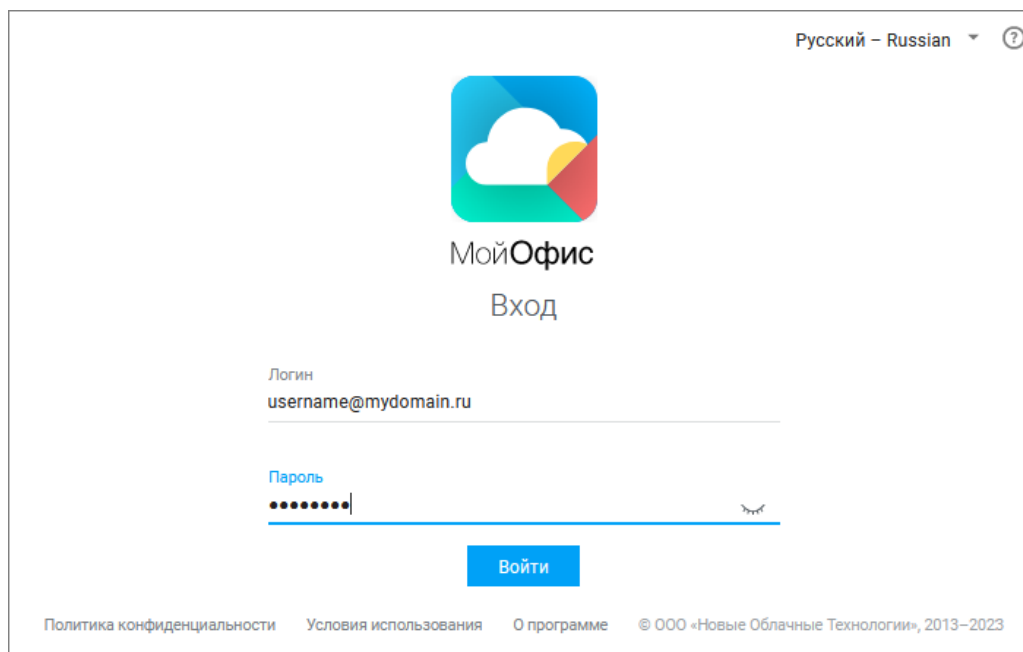 Русский – Russian
МойОфис
Вход
Логин
username@mydomain.ru
Пароль
••••••••
Войти
Политика конфиденциальности Условия использования О программе © ООО «Новые Облачные Технологии», 2013–2023